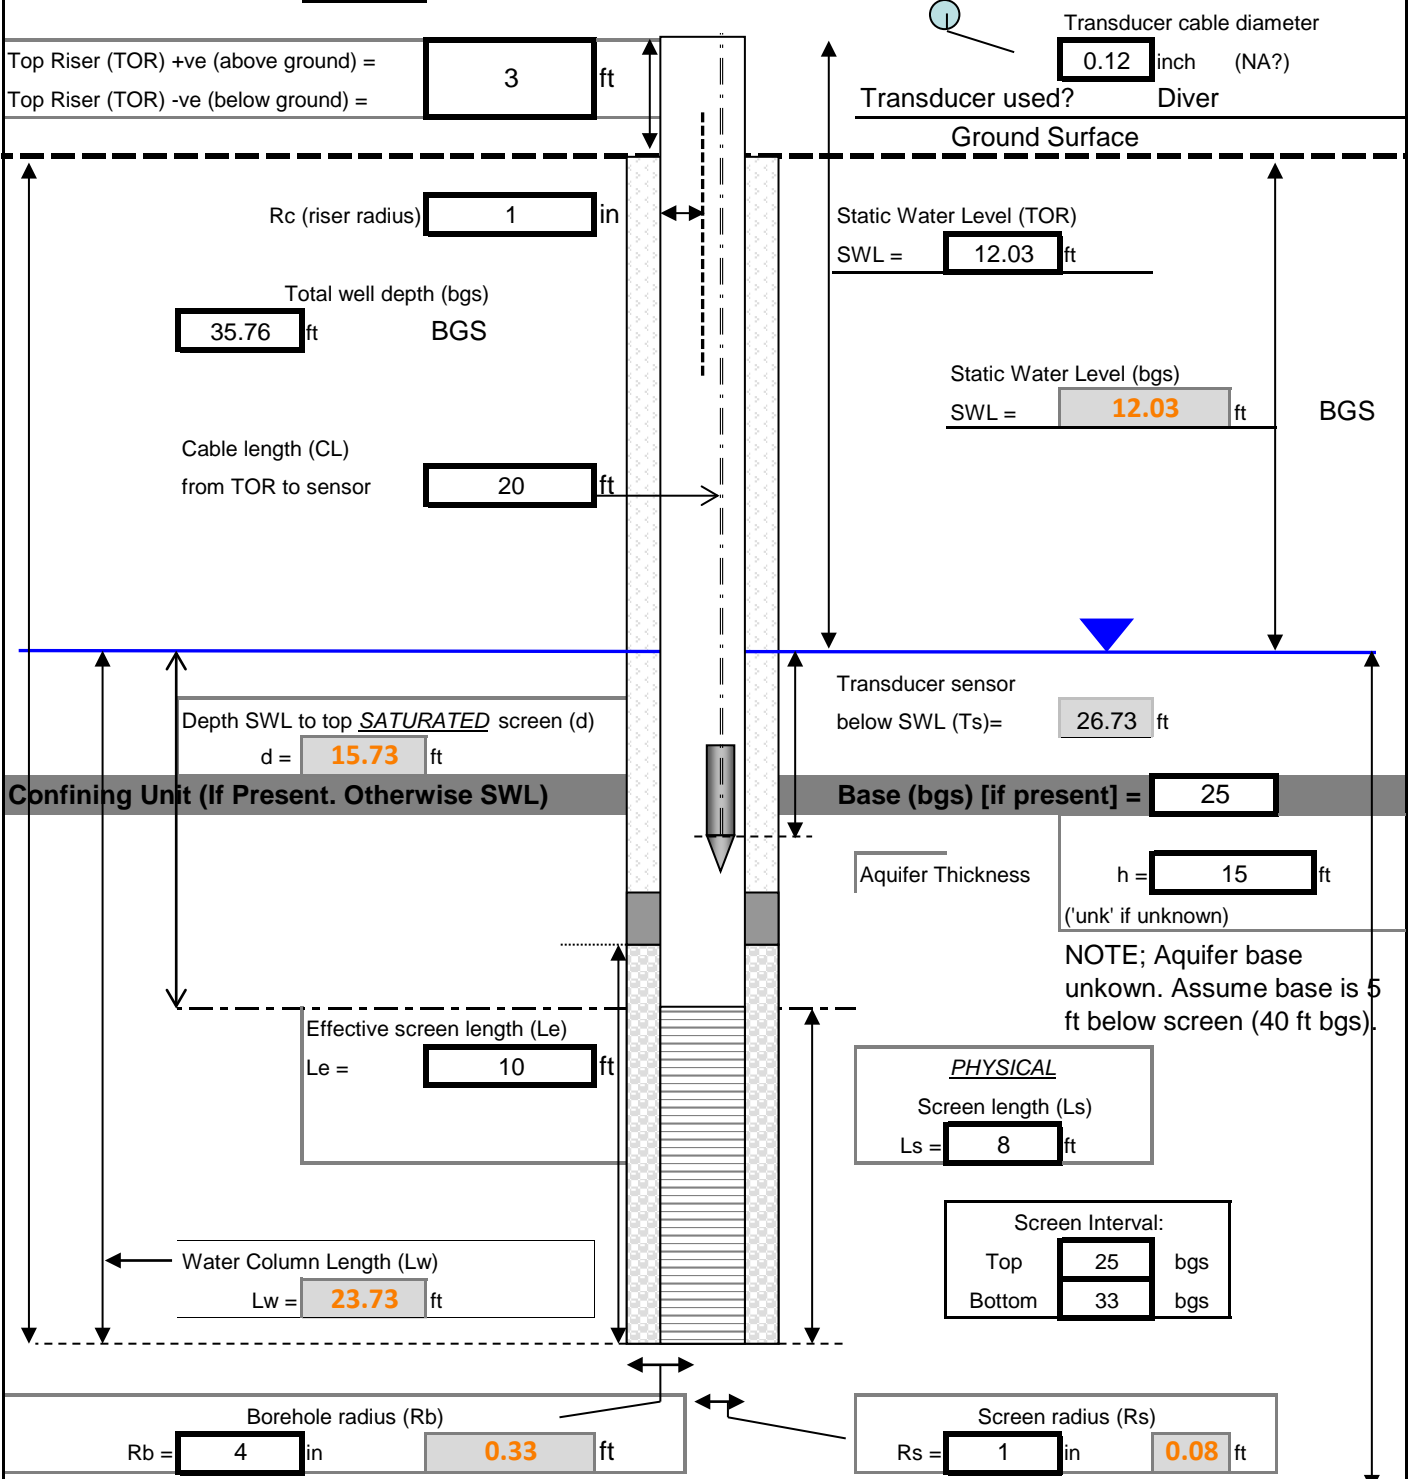 Transducer cable diameter
Top Riser (TOR) +ve (above ground) =
3 ft
0.12 inch (NA?)
Top Riser (TOR) -ve (below ground) =
Transducer used? Diver
Ground Surface
Rc (riser radius) 1 in
Static Water Level (TOR)
SWL = 12.03 ft
Total well depth (bgs)
35.76 ft BGS
Static Water Level (bgs)
SWL = 12.03 ft BGS
Cable length (CL)
from TOR to sensor 20 ft
Transducer sensor
below SWL (Ts)= 26.73 ft
Depth SWL to top SATURATED screen (d)
d = 15.73 ft
Confining Unit (If Present. Otherwise SWL)
Base (bgs) [if present] = 25
Aquifer Thickness h = 15 ft
('unk' if unknown)
NOTE; Aquifer base
unkown. Assume base is 5
ft below screen (40 ft bgs).
Effective screen length (Le)
Le = 10 ft
PHYSICAL
Screen length (Ls)
Ls = 8 ft
Screen Interval:
Top 25 bgs
Bottom 33 bgs
Water Column Length (Lw)
Lw = 23.73 ft
Borehole radius (Rb)
Rb = 4 in 0.33 ft
Screen radius (Rs)
Rs = 1 in 0.08 ft